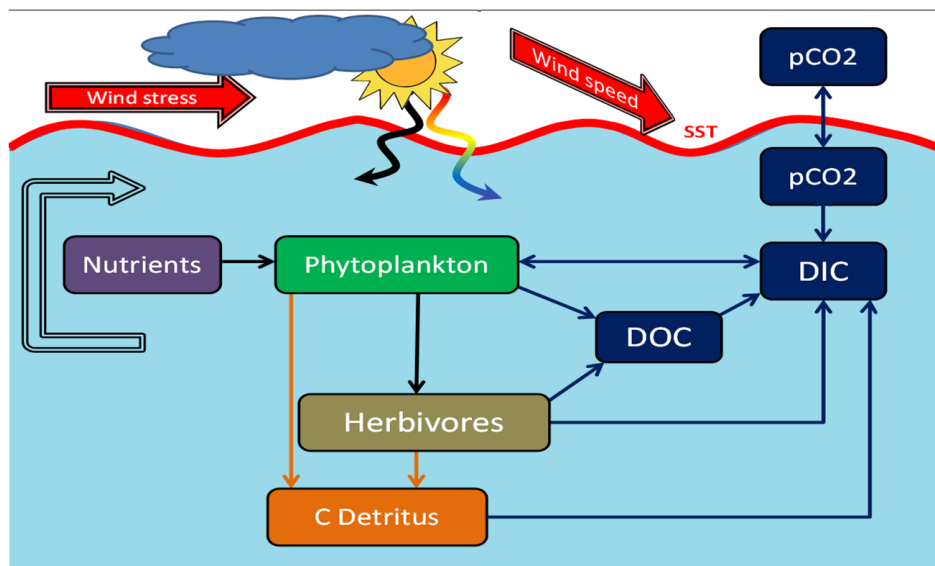 Wind stress
Wind speed
SST
pCO2
pCO2
Nutrients
Phytoplankton
DIC
DOC
Herbivores
C Detritus